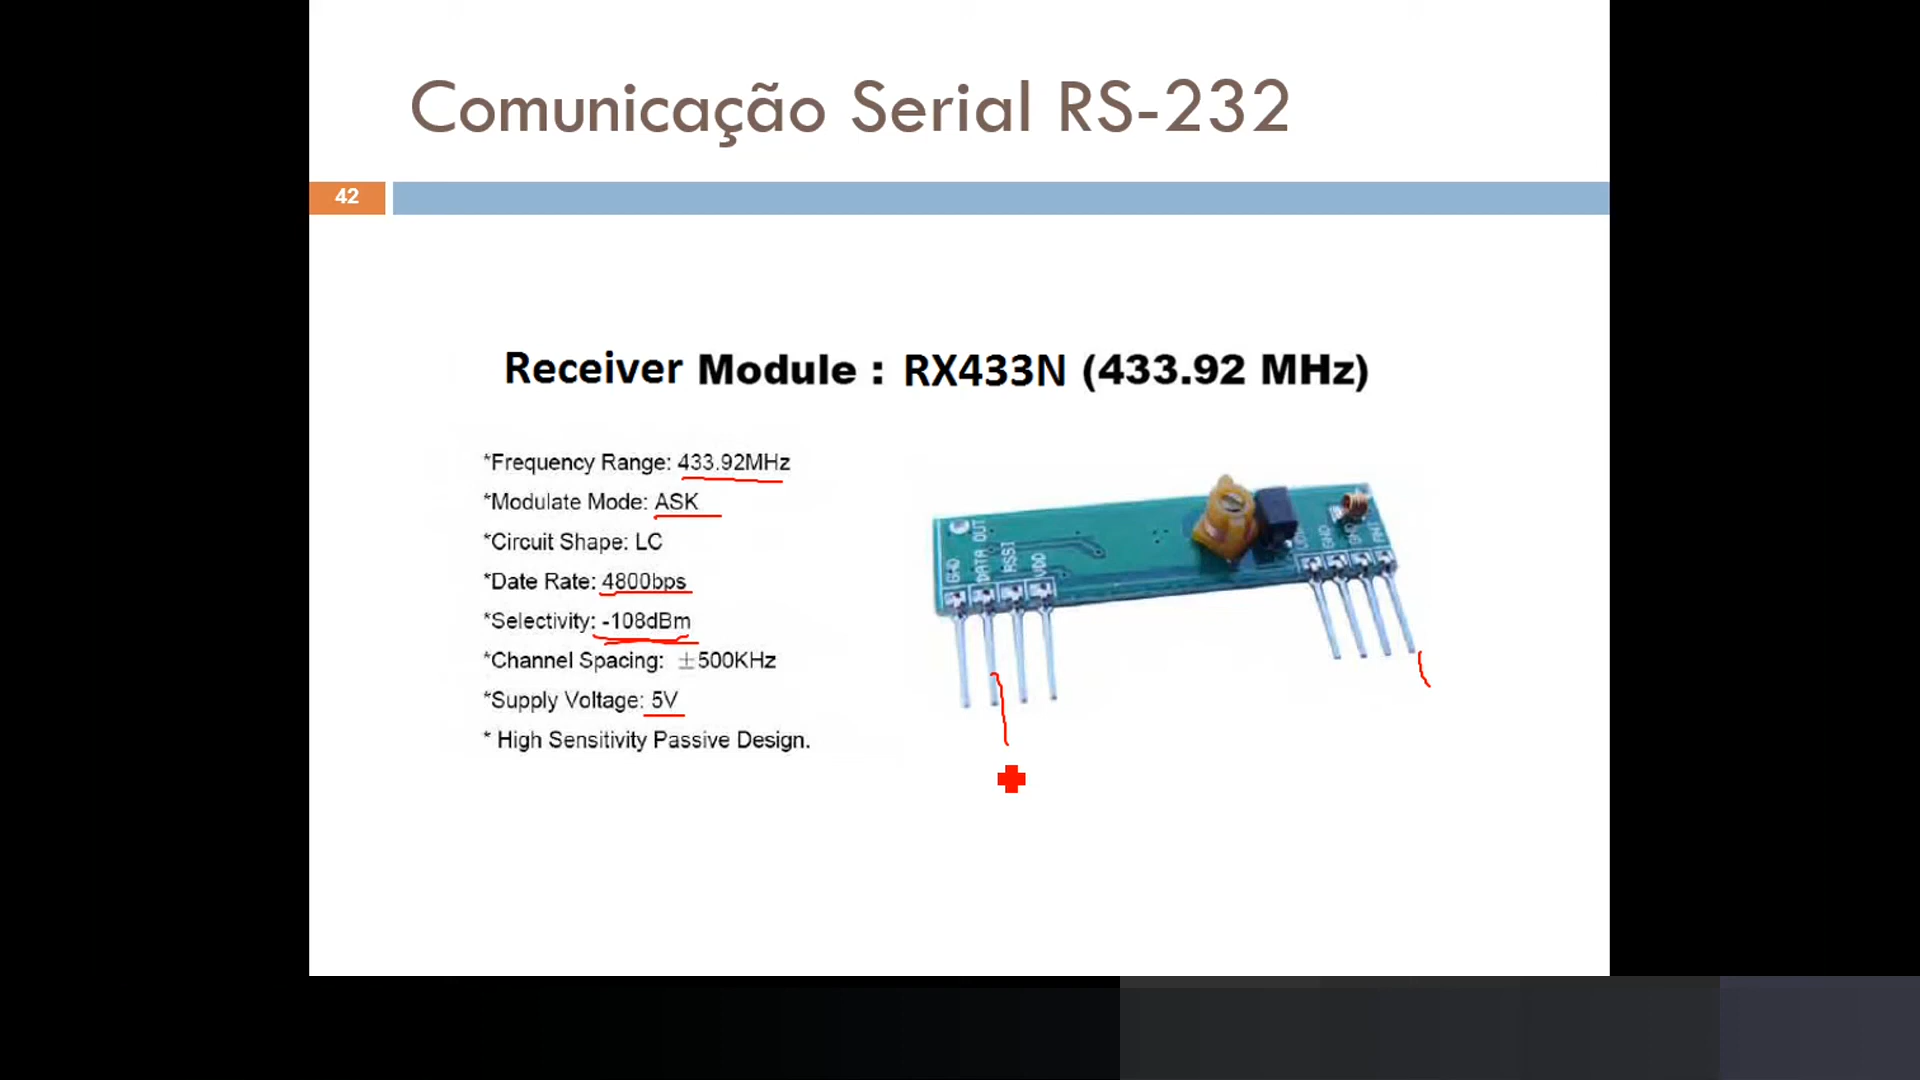 Comunicação Serial RS-232
42
Receiver Module : RX433N (433.92 MHz)
*Frequency Range: 433.92MHz
*Modulate Mode: ASK
*Circuit Shape: LC
*Date Rate: 4800bps
*Selectivity: -108dBm
*Channel Spacing: ±500KHz
*Supply Voltage: 5V
* High Sensitivity Passive Design.
GND
DATA OUT
RSSI
VDD
GND
GND
ANT